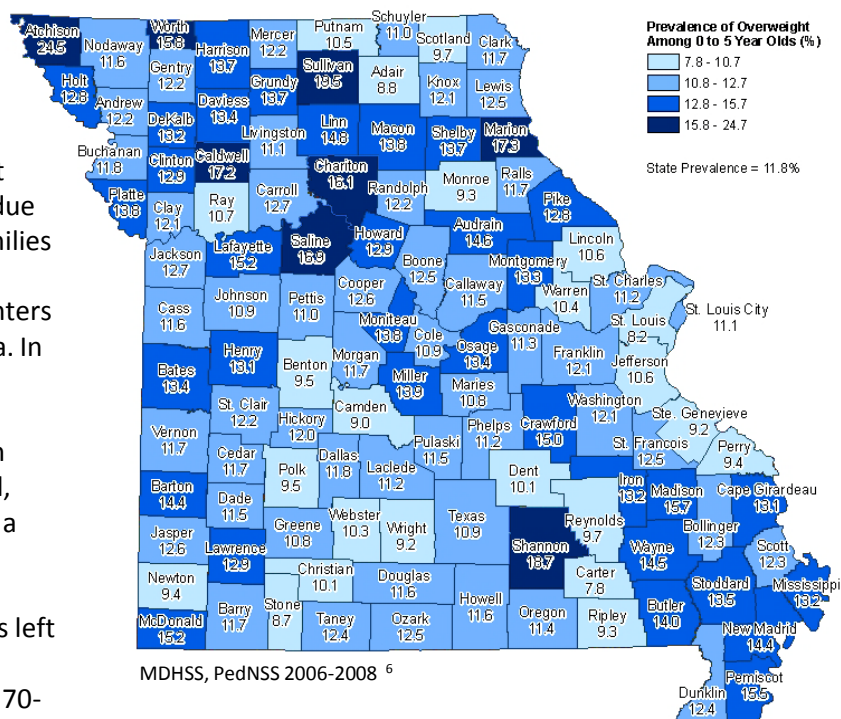 t
due
nilies
nters
a. In
n
l,
a
s left
70-
Prevalence of Overweight
Among 0 to 5 Year Olds (%)
7.8 - 10.7
10.8 - 12.7
12.8 - 15.7
15.8 - 24.7
State Prevalence = 11.8%
Atchison
24.5
Nodaway
11.6
Worth
15.8
Harrison
13.7
Mercer
12.2
Putnam
10.5
Schuyler
11.0
Scotland
9.7
Clark
11.7
Holt
12.8
Gentry
12.2
Grundy
13.7
Sullivan
19.5
Adair
8.8
Knox
12.1
Lewis
12.5
Andrew
12.2
DeKalb
13.2
Daviess
13.4
Livingston
11.1
Linn
14.8
Macon
13.8
Shelby
13.7
Marion
17.3
Buchanan
11.8
Clinton
12.9
Caldwell
17.2
Chariton
16.1
Randolph
12.2
Monroe
9.3
Ralls
11.7
Pike
12.8
Platte
13.8
Clay
12.1
Ray
10.7
Carroll
12.7
Audrain
14.6
Lincoln
10.6
Jackson
12.7
Lafayette
15.2
Saline
16.9
Howard
12.9
Boone
12.5
Callaway
11.5
Montgomery
13.3
Warren
10.4
St. Charles
11.2
St. Louis City
11.1
St. Louis
8.2
Cass
11.6
Johnson
10.9
Pettis
11.0
Cooper
12.6
Moniteau
13.8
Cole
10.9
Osage
13.4
Gasconade
11.3
Franklin
12.1
Jefferson
10.6
Bates
13.4
Henry
13.1
Benton
9.5
Morgan
11.7
Miller
13.9
Maries
10.8
Washington
12.1
Ste. Genevieve
9.2
St. Clair
12.2
Hickory
12.0
Camden
9.0
Pulaski
11.5
Phelps
11.2
Crawford
15.0
St. Francois
12.5
Perry
9.4
Vernon
11.7
Cedar
11.7
Polk
9.5
Dallas
11.8
Laclede
11.2
Dent
10.1
Iron
13.2
Madison
15.7
Cape Girardeau
13.1
Barton
14.4
Dade
11.5
Greene
10.8
Webster
10.3
Wright
9.2
Texas
10.9
Shannon
18.7
Reynolds
9.7
Wayne
14.5
Bollinger
12.3
Scott
12.3
Jasper
12.6
Lawrence
12.9
Christian
10.1
Douglas
11.6
Howell
11.6
Carter
7.8
Butler
14.0
Stoddard
13.5
Mississippi
13.2
Newton
9.4
McDonald
15.2
Barry
11.7
Stone
8.7
Taney
12.4
Ozark
12.5
Oregon
11.4
Ripley
9.3
New Madrid
14.4
Dunklin
12.4
Pemiscot
15.5
MDHSS, PedNSS 2006-2008 6